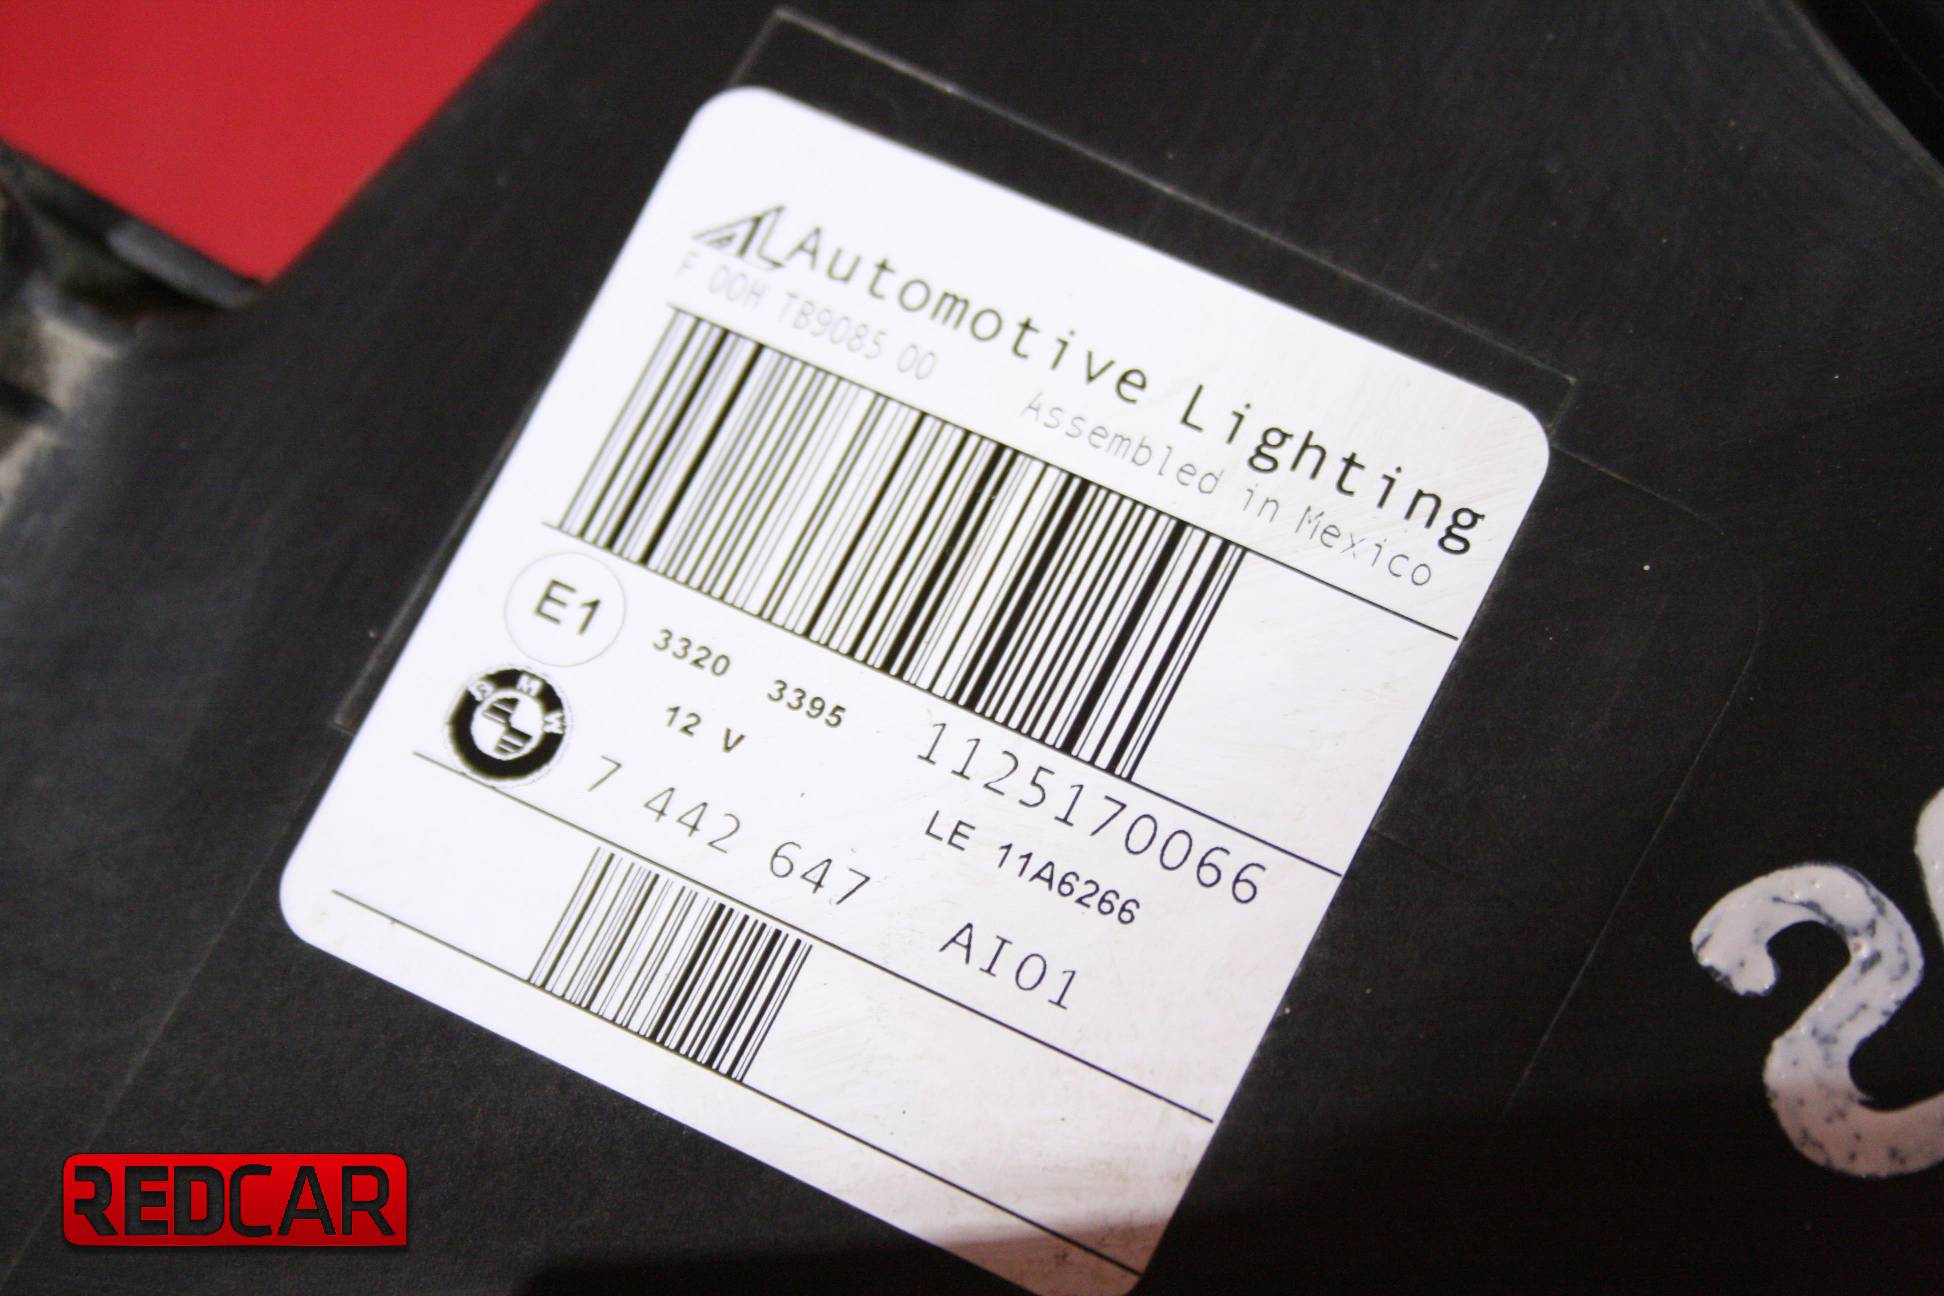 AL Automotive Lighting
F 00H TB9085 00
Assembled in Mexico
E1
3320 3395
1125170066
12 V
LE 11A6266
BMW
7 442 647
AI01
REDCAR